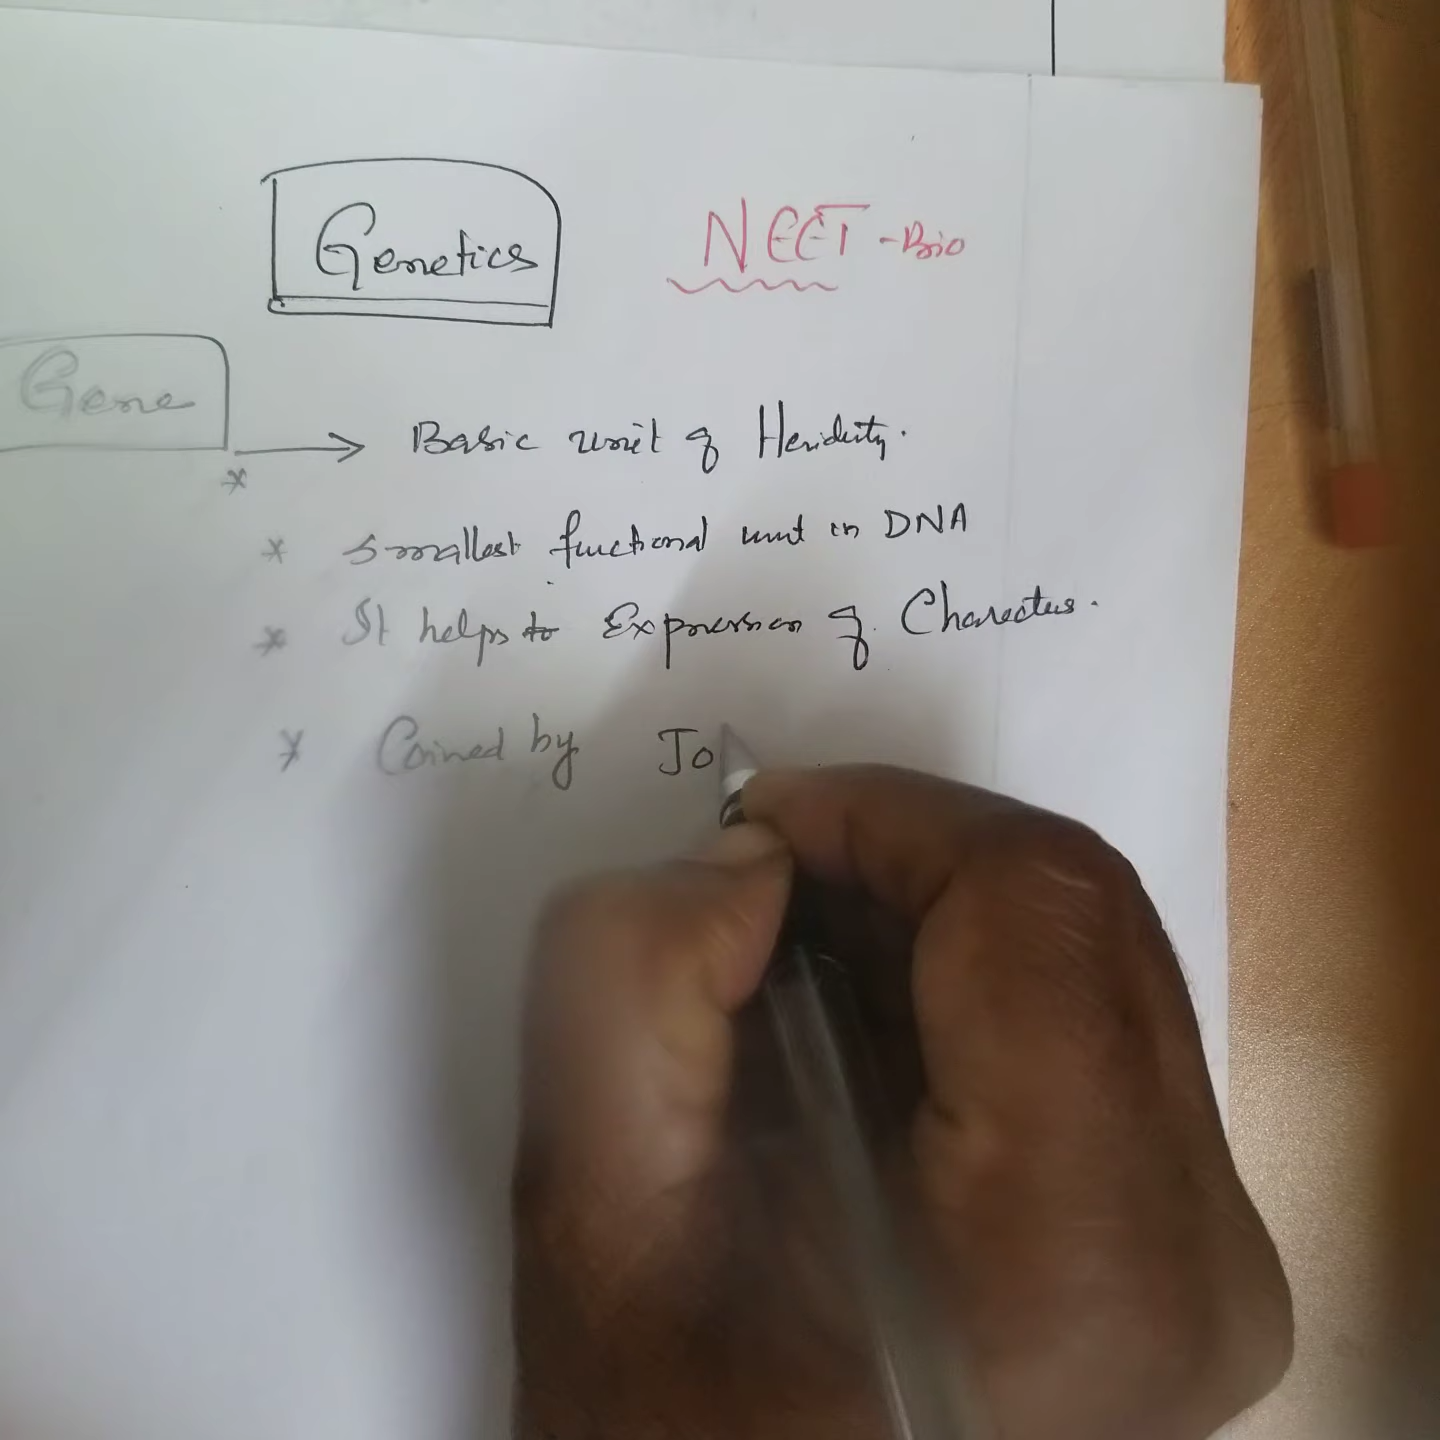 Genetics
NEET - Bio
Gene
* → Basic unit of Heridity.
* Smallest functional unit in DNA
* It helps to Expression of Charectus.
* Coined by Jo